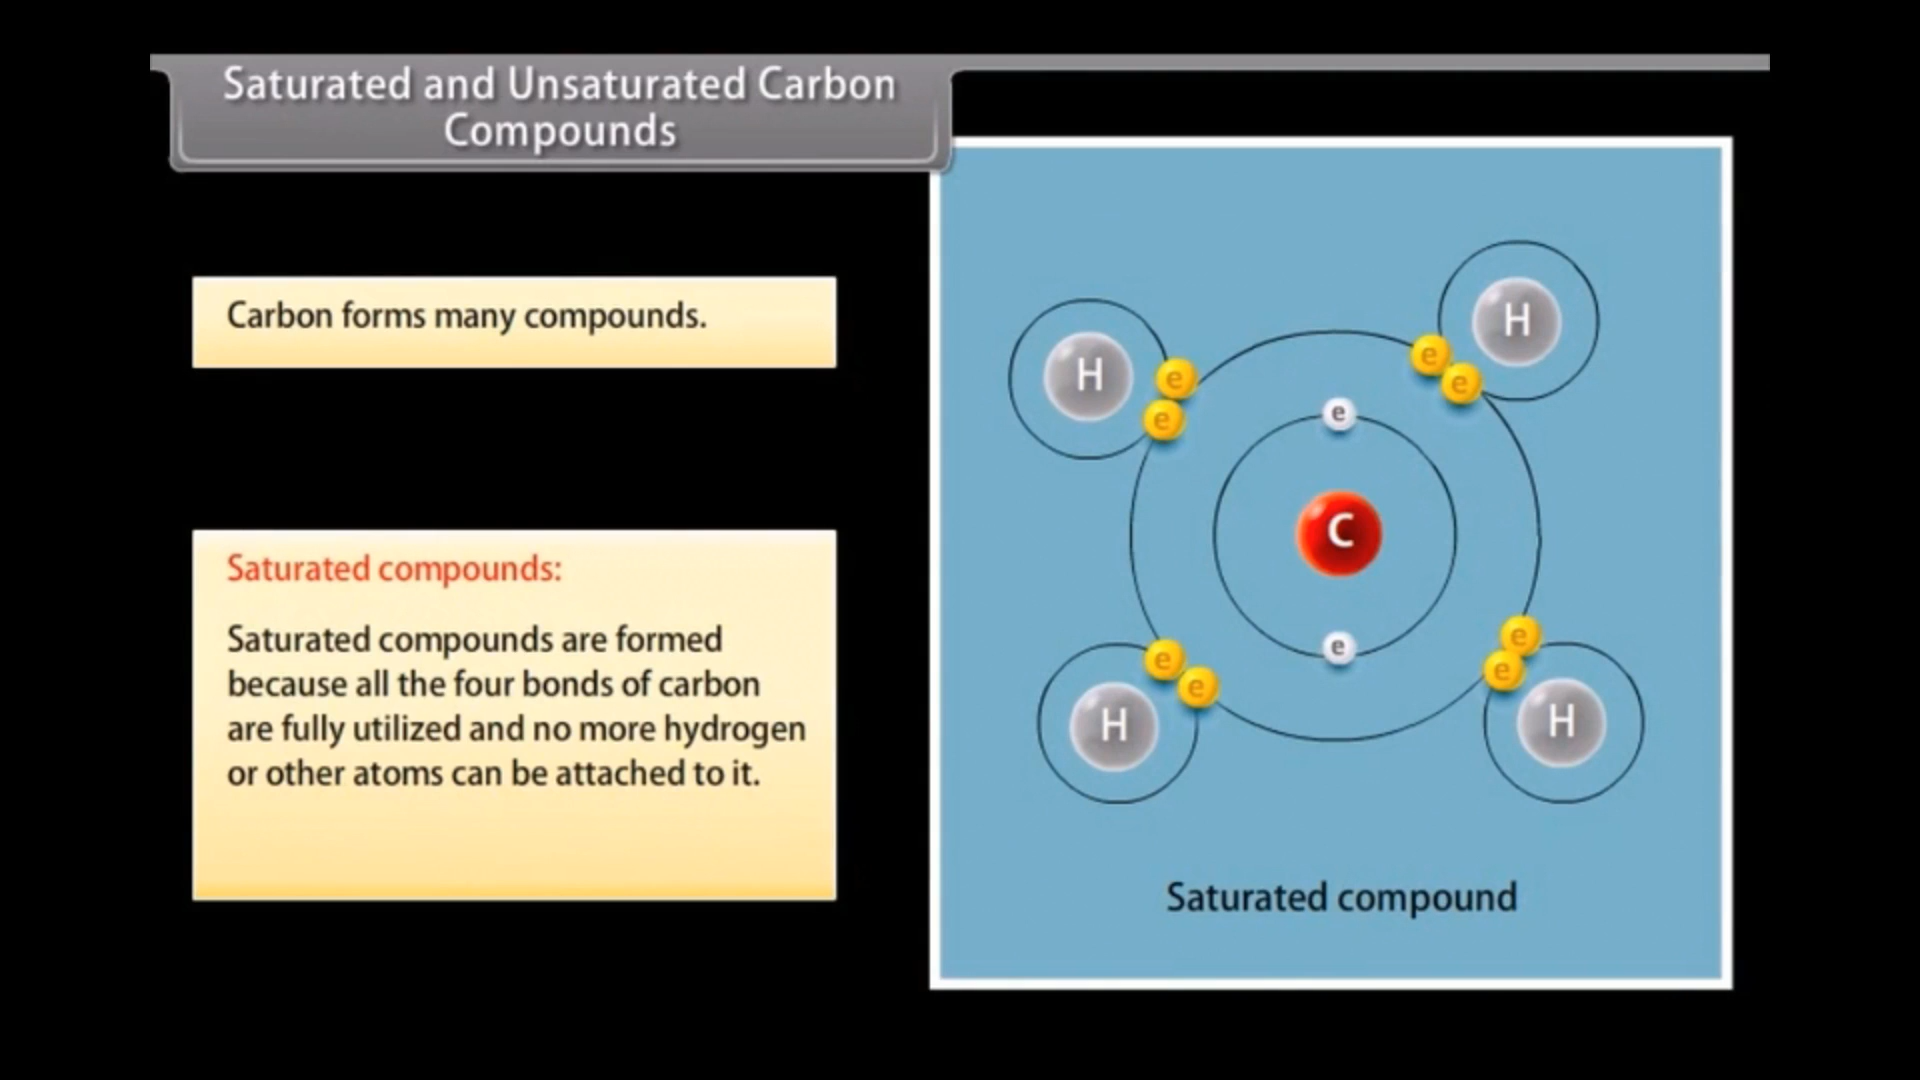 Saturated and Unsaturated Carbon
Compounds
Carbon forms many compounds.
Saturated compounds:
Saturated compounds are formed
because all the four bonds of carbon
are fully utilized and no more hydrogen
or other atoms can be attached to it.
H
H
e
e
e
e
e
C
e
e
e
e
e
H
H
Saturated compound